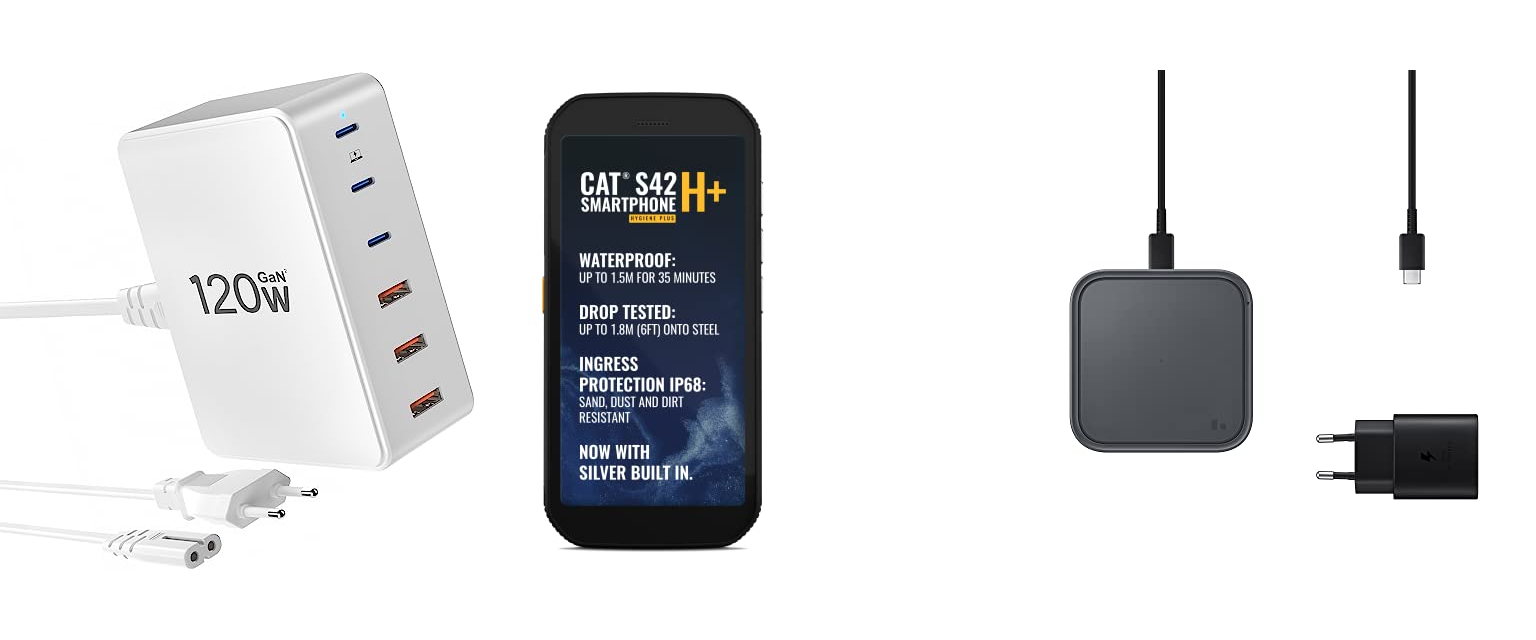 120W GaN²
CAT® S42 H+
SMARTPHONE
HYGIENE PLUS
WATERPROOF:
UP TO 1.5M FOR 35 MINUTES
DROP TESTED:
UP TO 1.8M (6FT) ONTO STEEL
INGRESS
PROTECTION IP68:
SAND, DUST AND DIRT
RESISTANT
NOW WITH
SILVER BUILT IN.